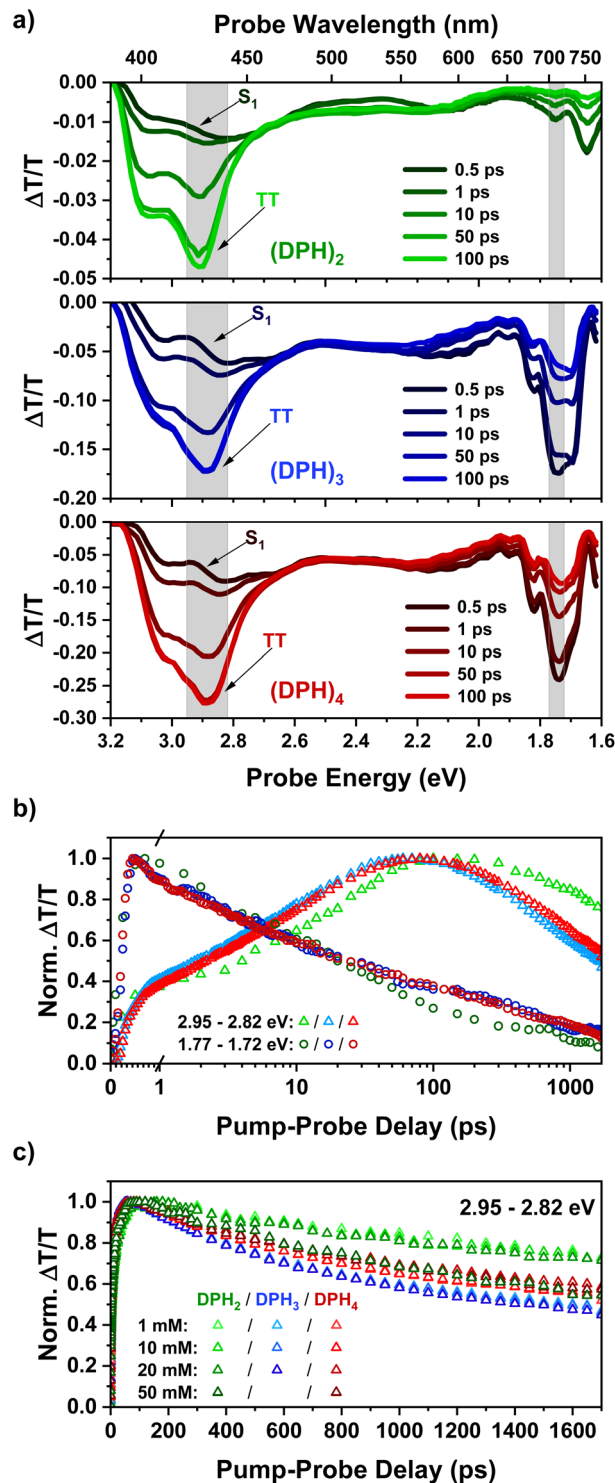 a)
Probe Wavelength (nm)
400 450 500 550 600 650 700 750
0.00
-0.01
-0.02
-0.03
-0.04
-0.05
ΔT/T
S₁
TT
(DPH)₂
0.5 ps
1 ps
10 ps
50 ps
100 ps
0.00
-0.05
-0.10
-0.15
-0.20
ΔT/T
S₁
TT
(DPH)₃
0.5 ps
1 ps
10 ps
50 ps
100 ps
0.00
-0.05
-0.10
-0.15
-0.20
-0.25
-0.30
ΔT/T
S₁
TT
(DPH)₄
0.5 ps
1 ps
10 ps
50 ps
100 ps
3.2 3.0 2.8 2.6 2.4 2.2 2.0 1.8 1.6
Probe Energy (eV)
b)
1.0
0.8
0.6
0.4
0.2
0.0
Norm. ΔT/T
2.95 - 2.82 eV: / /
1.77 - 1.72 eV: / /
0 1 10 100 1000
Pump-Probe Delay (ps)
c)
1.0
0.8
0.6
0.4
0.2
0.0
Norm. ΔT/T
2.95 - 2.82 eV
DPH₂ / DPH₃ / DPH₄
1 mM: / /
10 mM: / /
20 mM: / /
50 mM: / /
0 200 400 600 800 1000 1200 1400 1600
Pump-Probe Delay (ps)